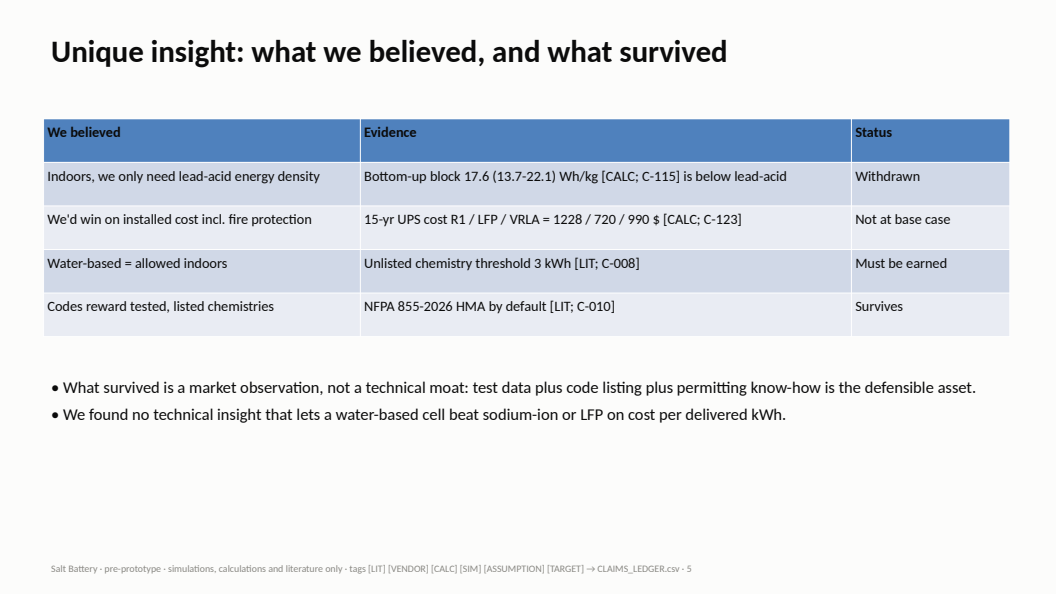 Unique insight: what we believed, and what survived
We believed Evidence Status
Indoors, we only need lead-acid energy density Bottom-up block 17.6 (13.7-22.1) Wh/kg [CALC; C-115] is below lead-acid Withdrawn
We'd win on installed cost incl. fire protection 15-yr UPS cost R1 / LFP / VRLA = 1228 / 720 / 990 $ [CALC; C-123] Not at base case
Water-based = allowed indoors Unlisted chemistry threshold 3 kWh [LIT; C-008] Must be earned
Codes reward tested, listed chemistries NFPA 855-2026 HMA by default [LIT; C-010] Survives
• What survived is a market observation, not a technical moat: test data plus code listing plus permitting know-how is the defensible asset.
• We found no technical insight that lets a water-based cell beat sodium-ion or LFP on cost per delivered kWh.
Salt Battery · pre-prototype · simulations, calculations and literature only · tags [LIT] [VENDOR] [CALC] [SIM] [ASSUMPTION] [TARGET] → CLAIMS_LEDGER.csv · 5